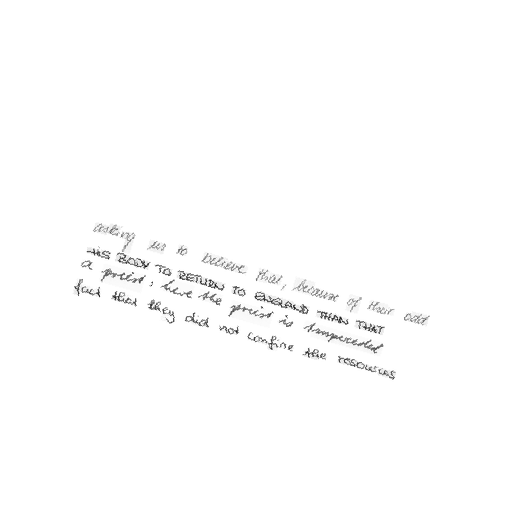 asking us to believe that, because of their odd
HIS BODY TO RETURN TO ENGLAND THAN THAT
a priest; here the priest is transcended
fact that they did not confine the resources